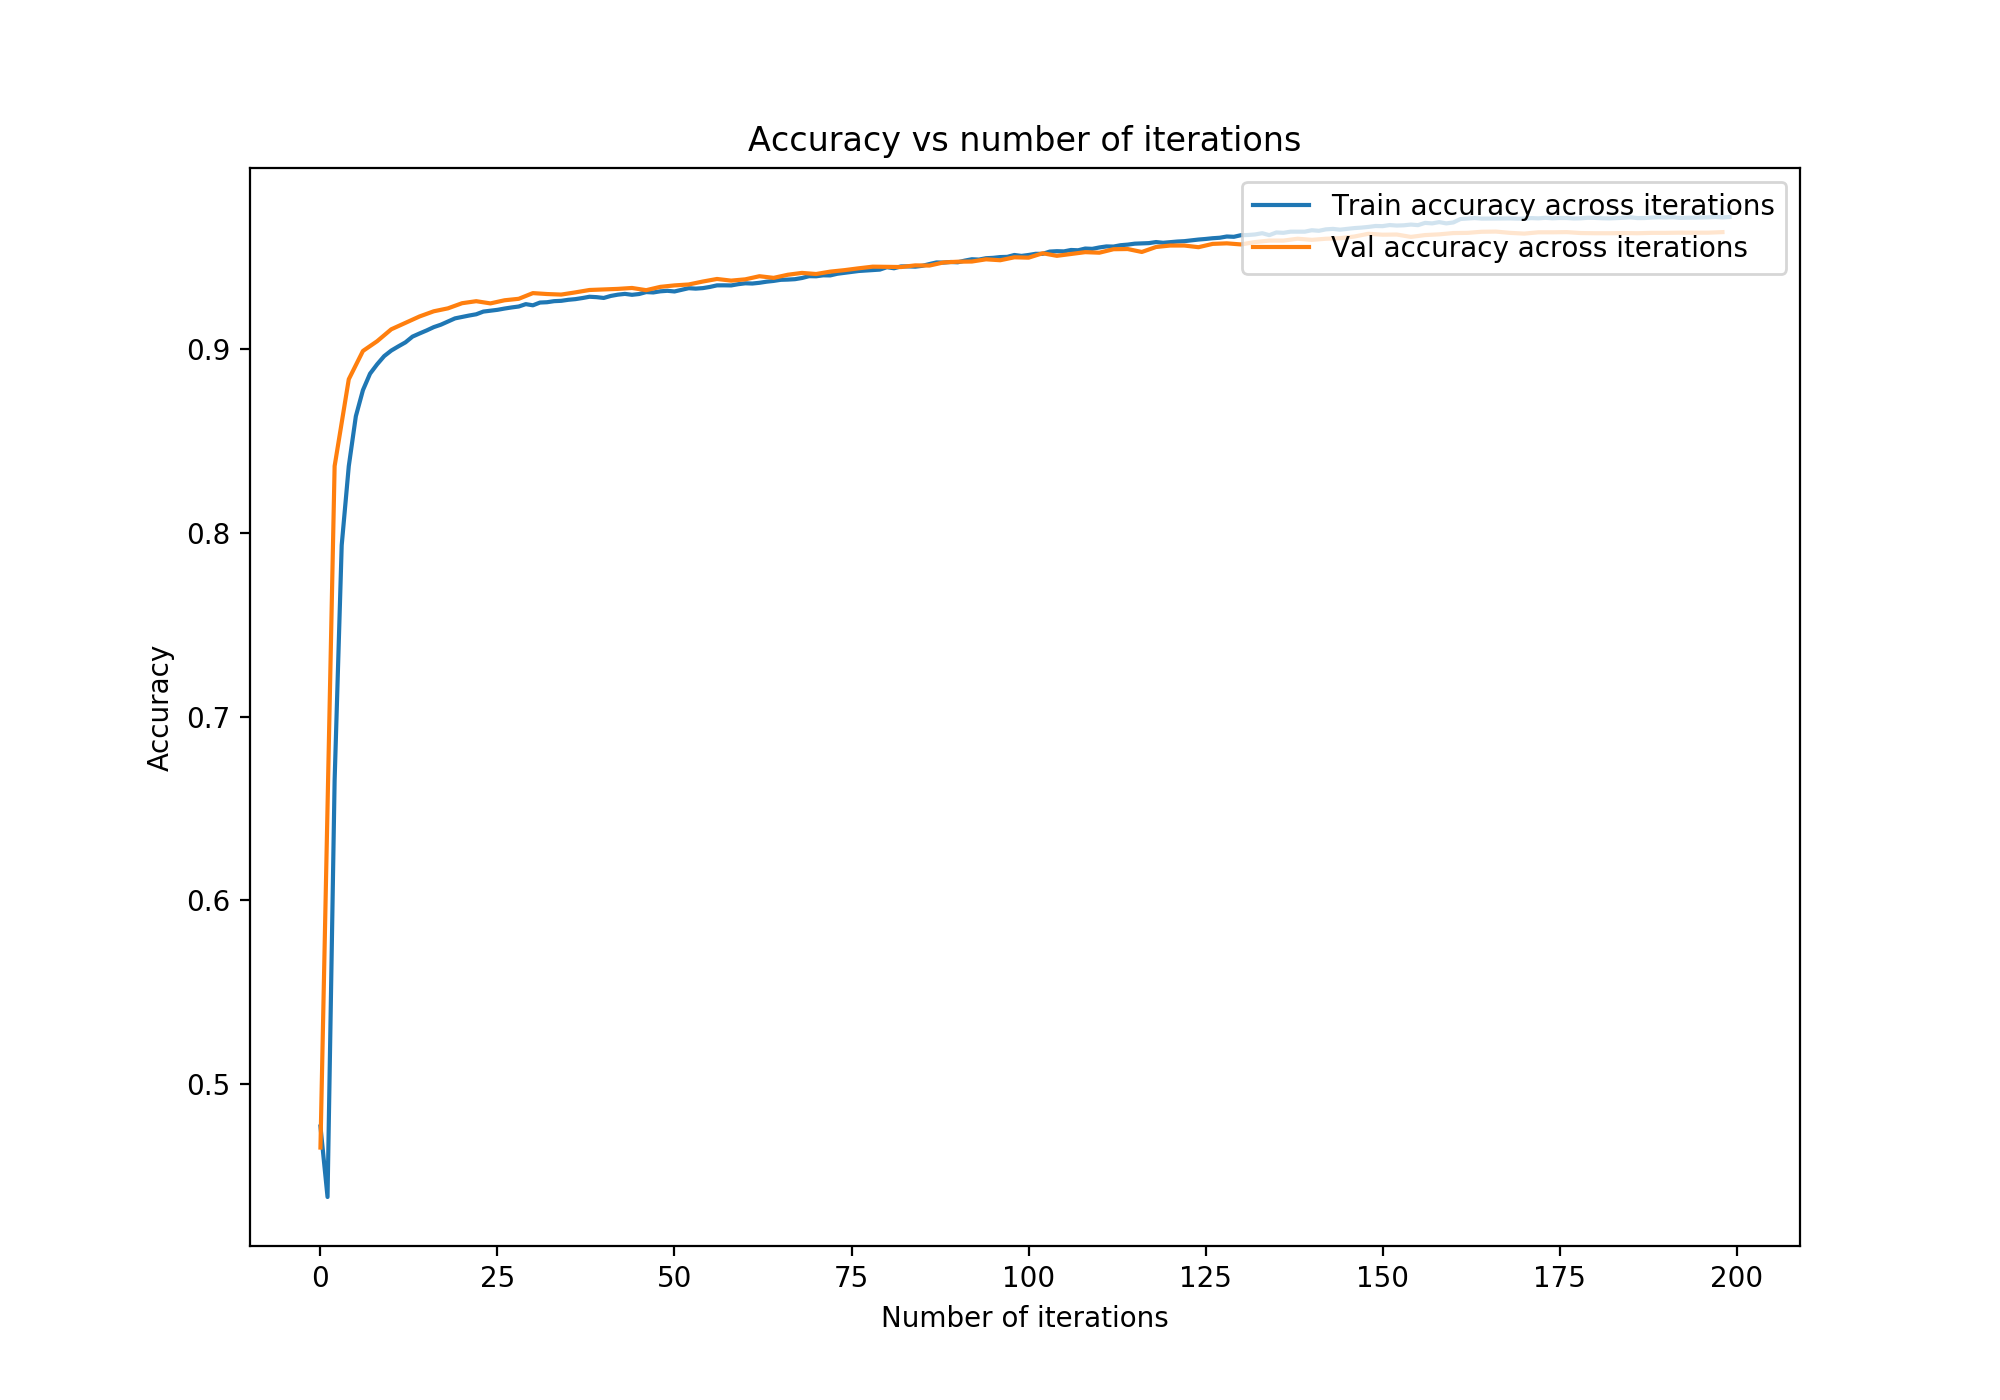 Accuracy vs number of iterations
Train accuracy across iterations
Val accuracy across iterations
Accuracy
0.9
0.8
0.7
0.6
0.5
0 25 50 75 100 125 150 175 200
Number of iterations